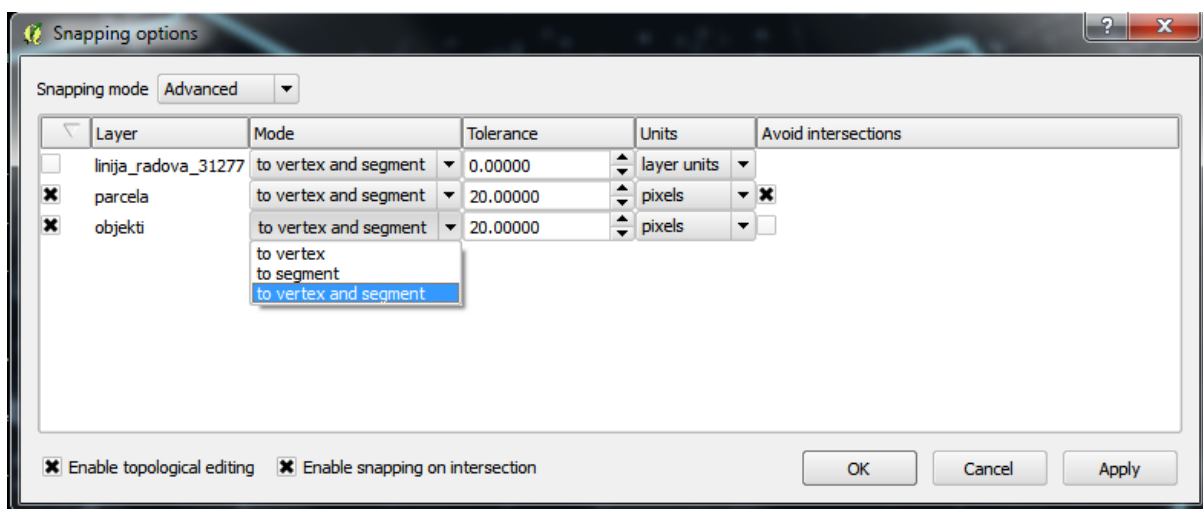 Snapping options
Snapping mode Advanced
Layer Mode Tolerance Units Avoid intersections
linija_radova_31277 to vertex and segment 0.00000 layer units
parcela to vertex and segment 20.00000 pixels
objekti to vertex and segment 20.00000 pixels
to vertex
to segment
to vertex and segment
Enable topological editing Enable snapping on intersection OK Cancel Apply